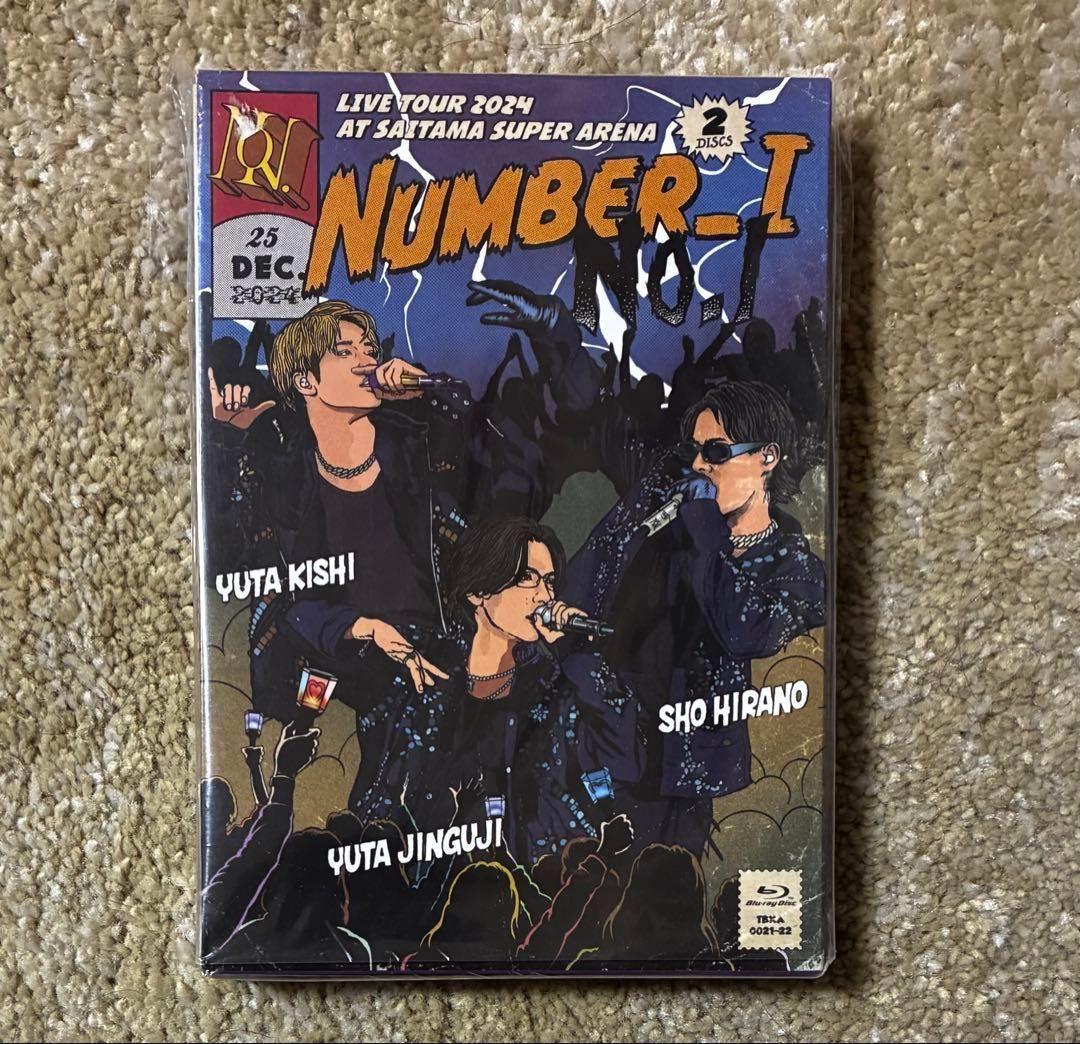 LIVE TOUR 2024
AT SAITAMA SUPER ARENA
2
DISCS
NO.I
25
DEC.
2024
NUMBER_I
No.I
YUTA KISHI
SHO HIRANO
YUTA JINGUJI
Blu-ray Disc
TBXA
0021-22